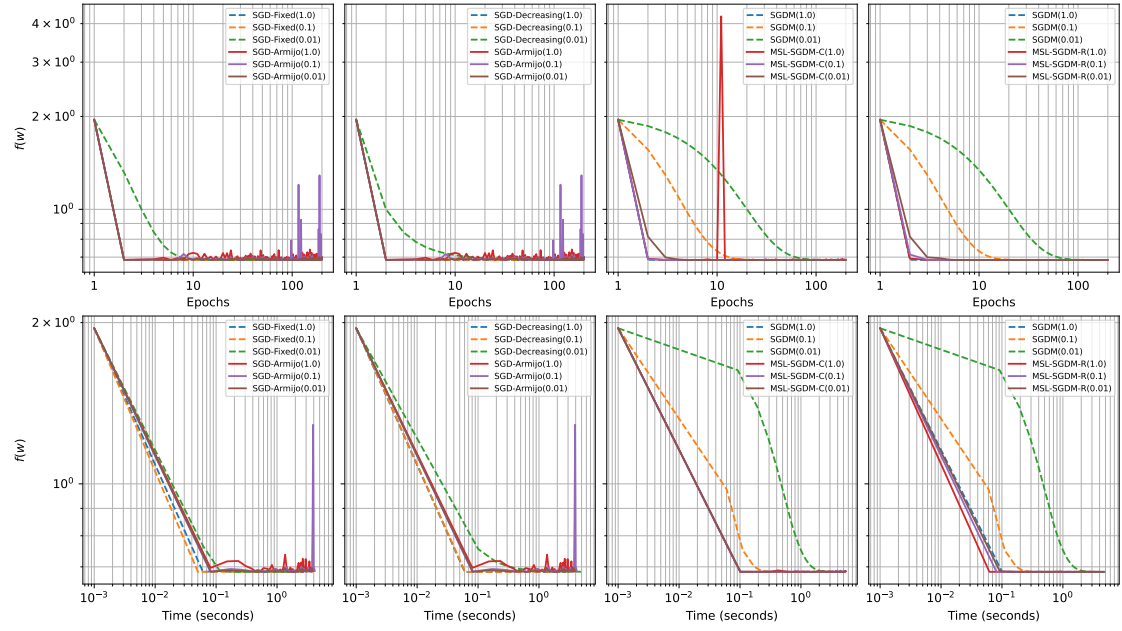 4 × 10⁰
3 × 10⁰
2 × 10⁰
10⁰
f(w)
SGD-Fixed(1.0)
SGD-Fixed(0.1)
SGD-Fixed(0.01)
SGD-Armijo(1.0)
SGD-Armijo(0.1)
SGD-Armijo(0.01)
1 10 100
Epochs
SGD-Decreasing(1.0)
SGD-Decreasing(0.1)
SGD-Decreasing(0.01)
SGD-Armijo(1.0)
SGD-Armijo(0.1)
SGD-Armijo(0.01)
1 10 100
Epochs
SGDM(1.0)
SGDM(0.1)
SGDM(0.01)
MSL-SGDM-C(1.0)
MSL-SGDM-C(0.1)
MSL-SGDM-C(0.01)
1 10 100
Epochs
SGDM(1.0)
SGDM(0.1)
SGDM(0.01)
MSL-SGDM-R(1.0)
MSL-SGDM-R(0.1)
MSL-SGDM-R(0.01)
1 10 100
Epochs
2 × 10⁰
10⁰
f(w)
SGD-Fixed(1.0)
SGD-Fixed(0.1)
SGD-Fixed(0.01)
SGD-Armijo(1.0)
SGD-Armijo(0.1)
SGD-Armijo(0.01)
10⁻³ 10⁻² 10⁻¹ 10⁰
Time (seconds)
SGD-Decreasing(1.0)
SGD-Decreasing(0.1)
SGD-Decreasing(0.01)
SGD-Armijo(1.0)
SGD-Armijo(0.1)
SGD-Armijo(0.01)
10⁻³ 10⁻² 10⁻¹ 10⁰
Time (seconds)
SGDM(1.0)
SGDM(0.1)
SGDM(0.01)
MSL-SGDM-C(1.0)
MSL-SGDM-C(0.1)
MSL-SGDM-C(0.01)
10⁻³ 10⁻² 10⁻¹ 10⁰
Time (seconds)
SGDM(1.0)
SGDM(0.1)
SGDM(0.01)
MSL-SGDM-R(1.0)
MSL-SGDM-R(0.1)
MSL-SGDM-R(0.01)
10⁻³ 10⁻² 10⁻¹ 10⁰
Time (seconds)